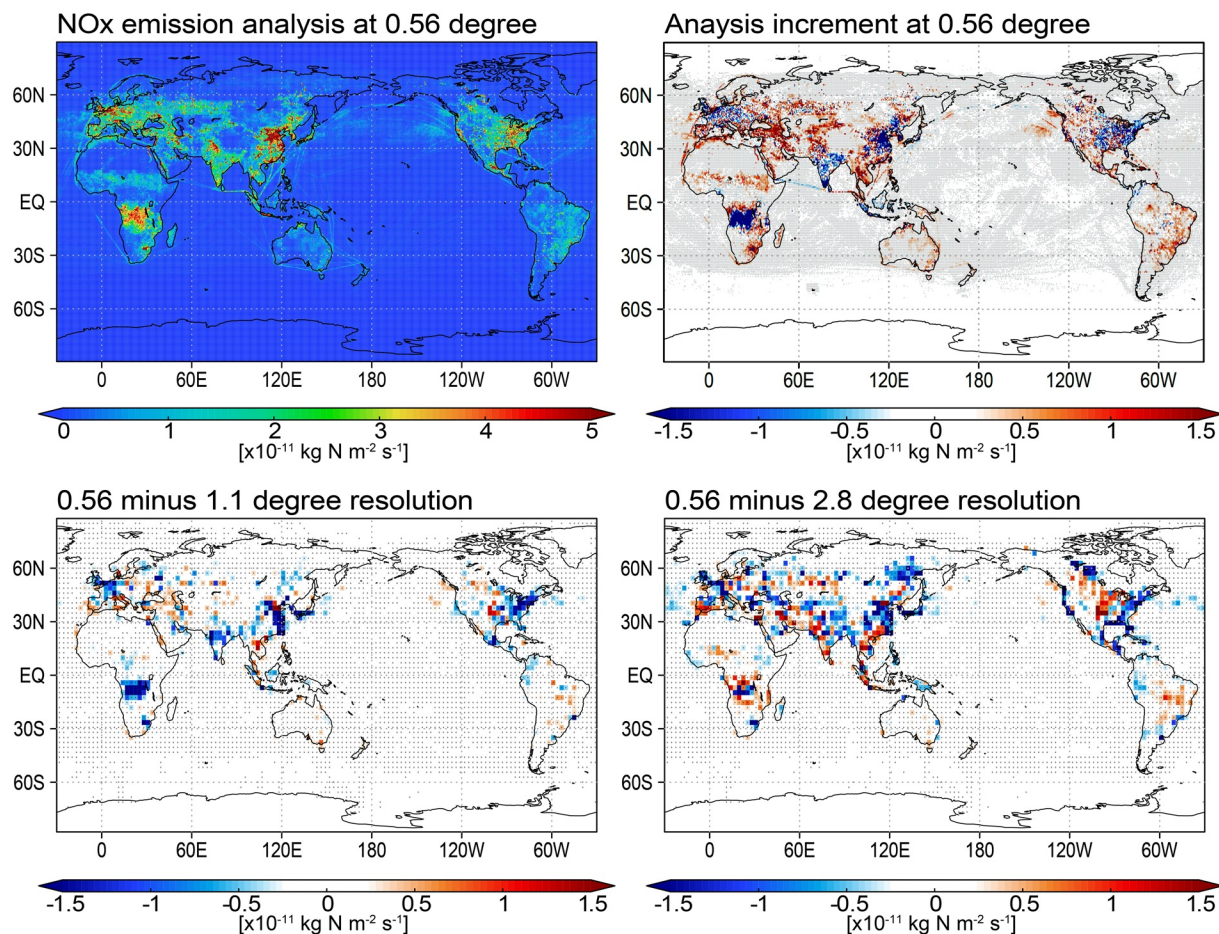 NOx emission analysis at 0.56 degree
60N
30N
EQ
30S
60S
0 60E 120E 180 120W 60W
0 1 2 3 4 5
[x10⁻¹¹ kg N m⁻² s⁻¹]
Anaysis increment at 0.56 degree
60N
30N
EQ
30S
60S
0 60E 120E 180 120W 60W
-1.5 -1 -0.5 0 0.5 1 1.5
[x10⁻¹¹ kg N m⁻² s⁻¹]
0.56 minus 1.1 degree resolution
60N
30N
EQ
30S
60S
0 60E 120E 180 120W 60W
-1.5 -1 -0.5 0 0.5 1 1.5
[x10⁻¹¹ kg N m⁻² s⁻¹]
0.56 minus 2.8 degree resolution
60N
30N
EQ
30S
60S
0 60E 120E 180 120W 60W
-1.5 -1 -0.5 0 0.5 1 1.5
[x10⁻¹¹ kg N m⁻² s⁻¹]